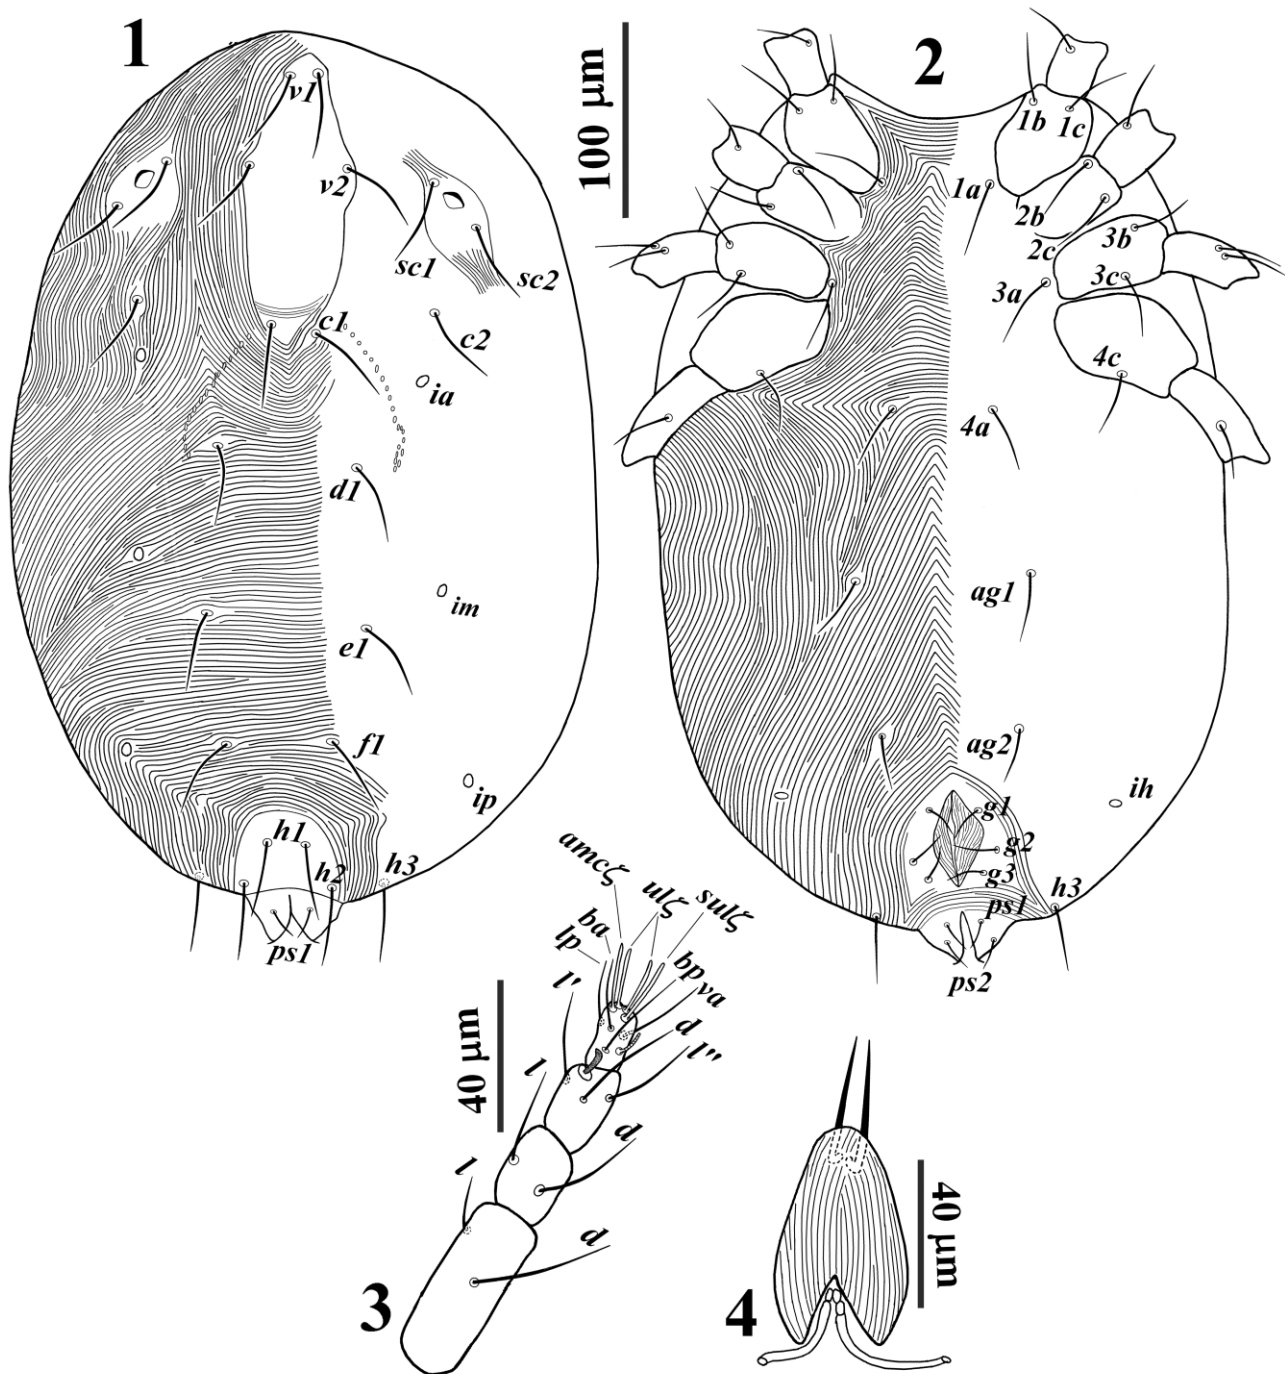 1
v1
v2
sc1
sc2
c1
c2
ia
d1
im
e1
f1
ip
h1
h2
h3
ps1
100 μm
2
1b
1c
1a
2b
2c
3b
3a
3c
4c
4a
ag1
ag2
ih
g1
g2
g3
ps1
h3
ps2
3
40 μm
amcζ
ulζ
sulζ
ba
lp
bp
va
l'
d
l''
l
d
l
d
4
40 μm